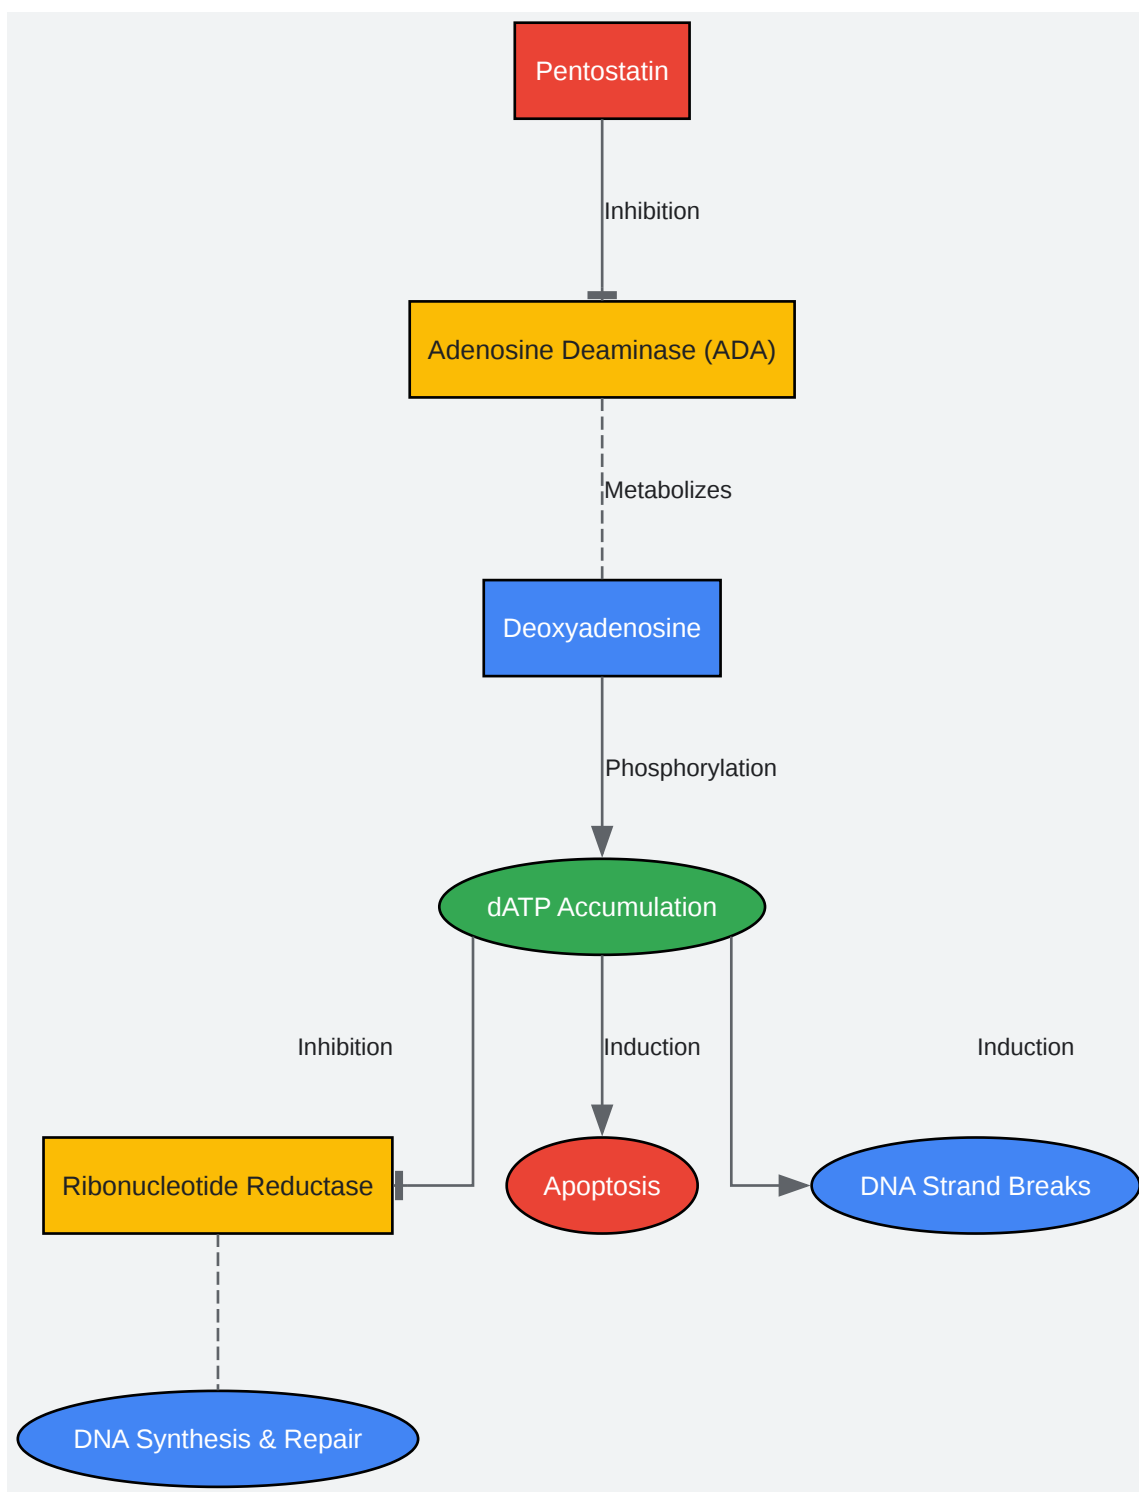 Pentostatin
Inhibition
Adenosine Deaminase (ADA)
Metabolizes
Deoxyadenosine
Phosphorylation
dATP Accumulation
Inhibition
Induction
Induction
Ribonucleotide Reductase
Apoptosis
DNA Strand Breaks
DNA Synthesis & Repair